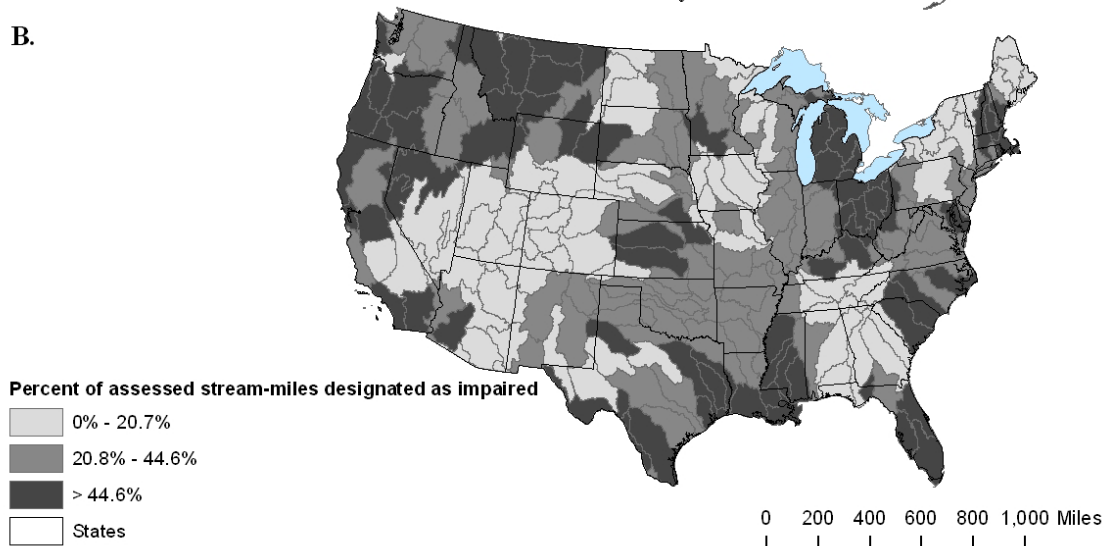 B.
Percent of assessed stream-miles designated as impaired
0% - 20.7%
20.8% - 44.6%
> 44.6%
States
0 200 400 600 800 1,000 Miles